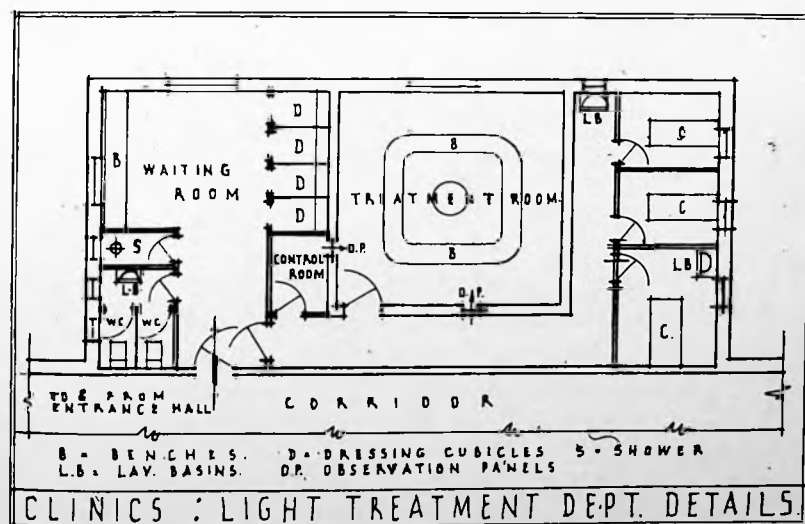 D
LB
C
D
B
B
WAITING
ROOM
D
TREATMENT ROOM
C
D
S
CONTROL
ROOM
O.P.
B
LB
L.B
O.P.
WC
WC
C.
TO & FROM
ENTRANCE HALL
CORRIDOR
B = BENCHES. D = DRESSING CUBICLES S = SHOWER
L.B = LAV. BASINS. O.P. OBSERVATION PANELS
CLINICS : LIGHT TREATMENT DEPT. DETAILS.